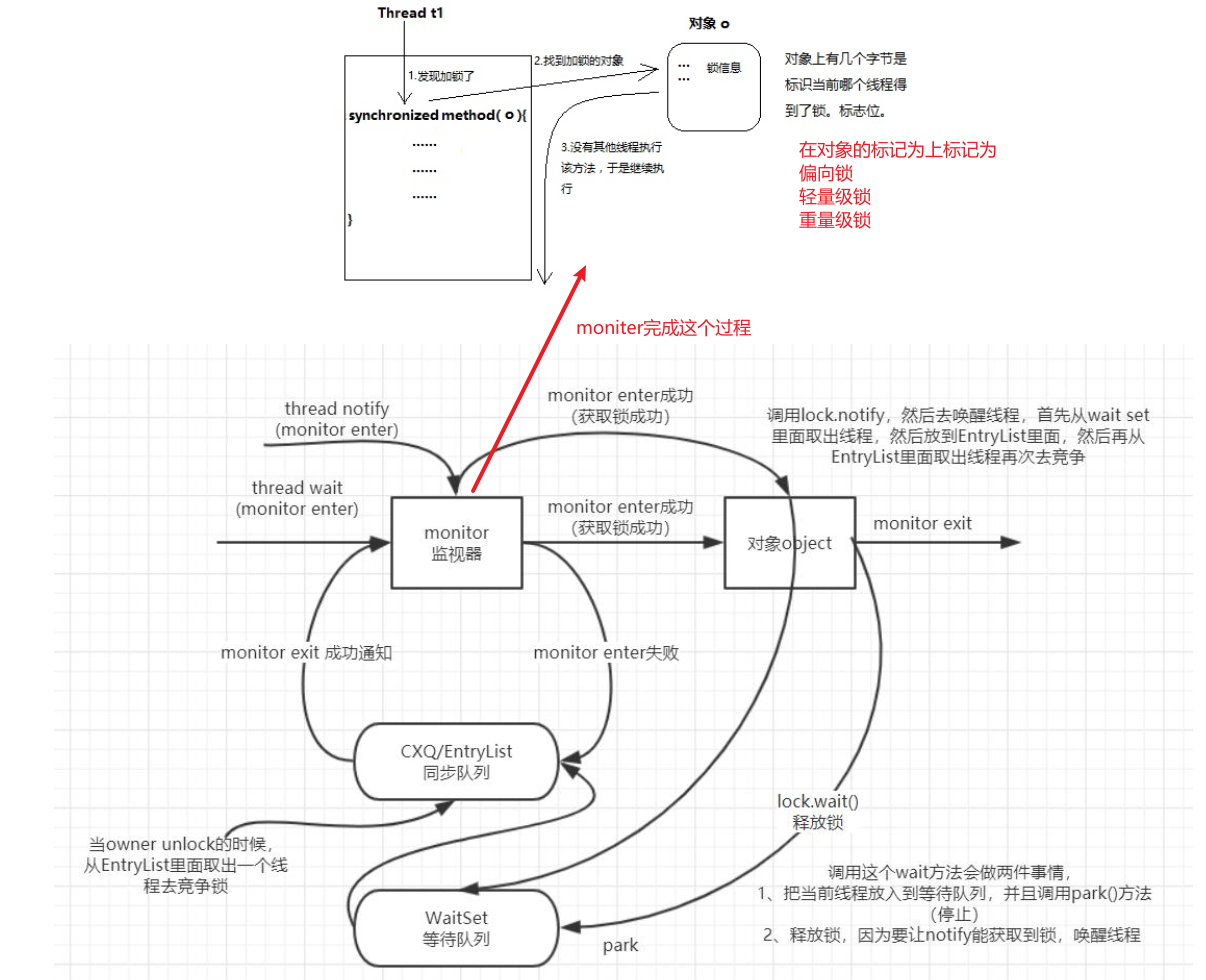 Thread t1
对象 o
1.发现加锁了
2.找到加锁的对象
... 锁信息
...
对象上有几个字节是
标识当前哪个线程得
到了锁。标志位。
synchronized method( o ){
......
......
......
}
3.没有其他线程执行
该方法，于是继续执
行
在对象的标记为上标记为
偏向锁
轻量级锁
重量级锁
moniter完成这个过程
thread notify
(monitor enter)
monitor enter成功
（获取锁成功）
调用lock.notify，然后去唤醒线程，首先从wait set
里面取出线程，然后放到EntryList里面，然后再从
EntryList里面取出线程再次去竞争
thread wait
(monitor enter)
monitor
监视器
monitor enter成功
（获取锁成功）
对象object
monitor exit
monitor exit 成功通知
monitor enter失败
CXQ/EntryList
同步队列
lock.wait()
释放锁
当owner unlock的时候，
从EntryList里面取出一个线
程去竞争锁
WaitSet
等待队列
park
调用这个wait方法会做两件事情，
1、把当前线程放入到等待队列，并且调用park()方法
（停止）
2、释放锁，因为要让notify能获取到锁，唤醒线程